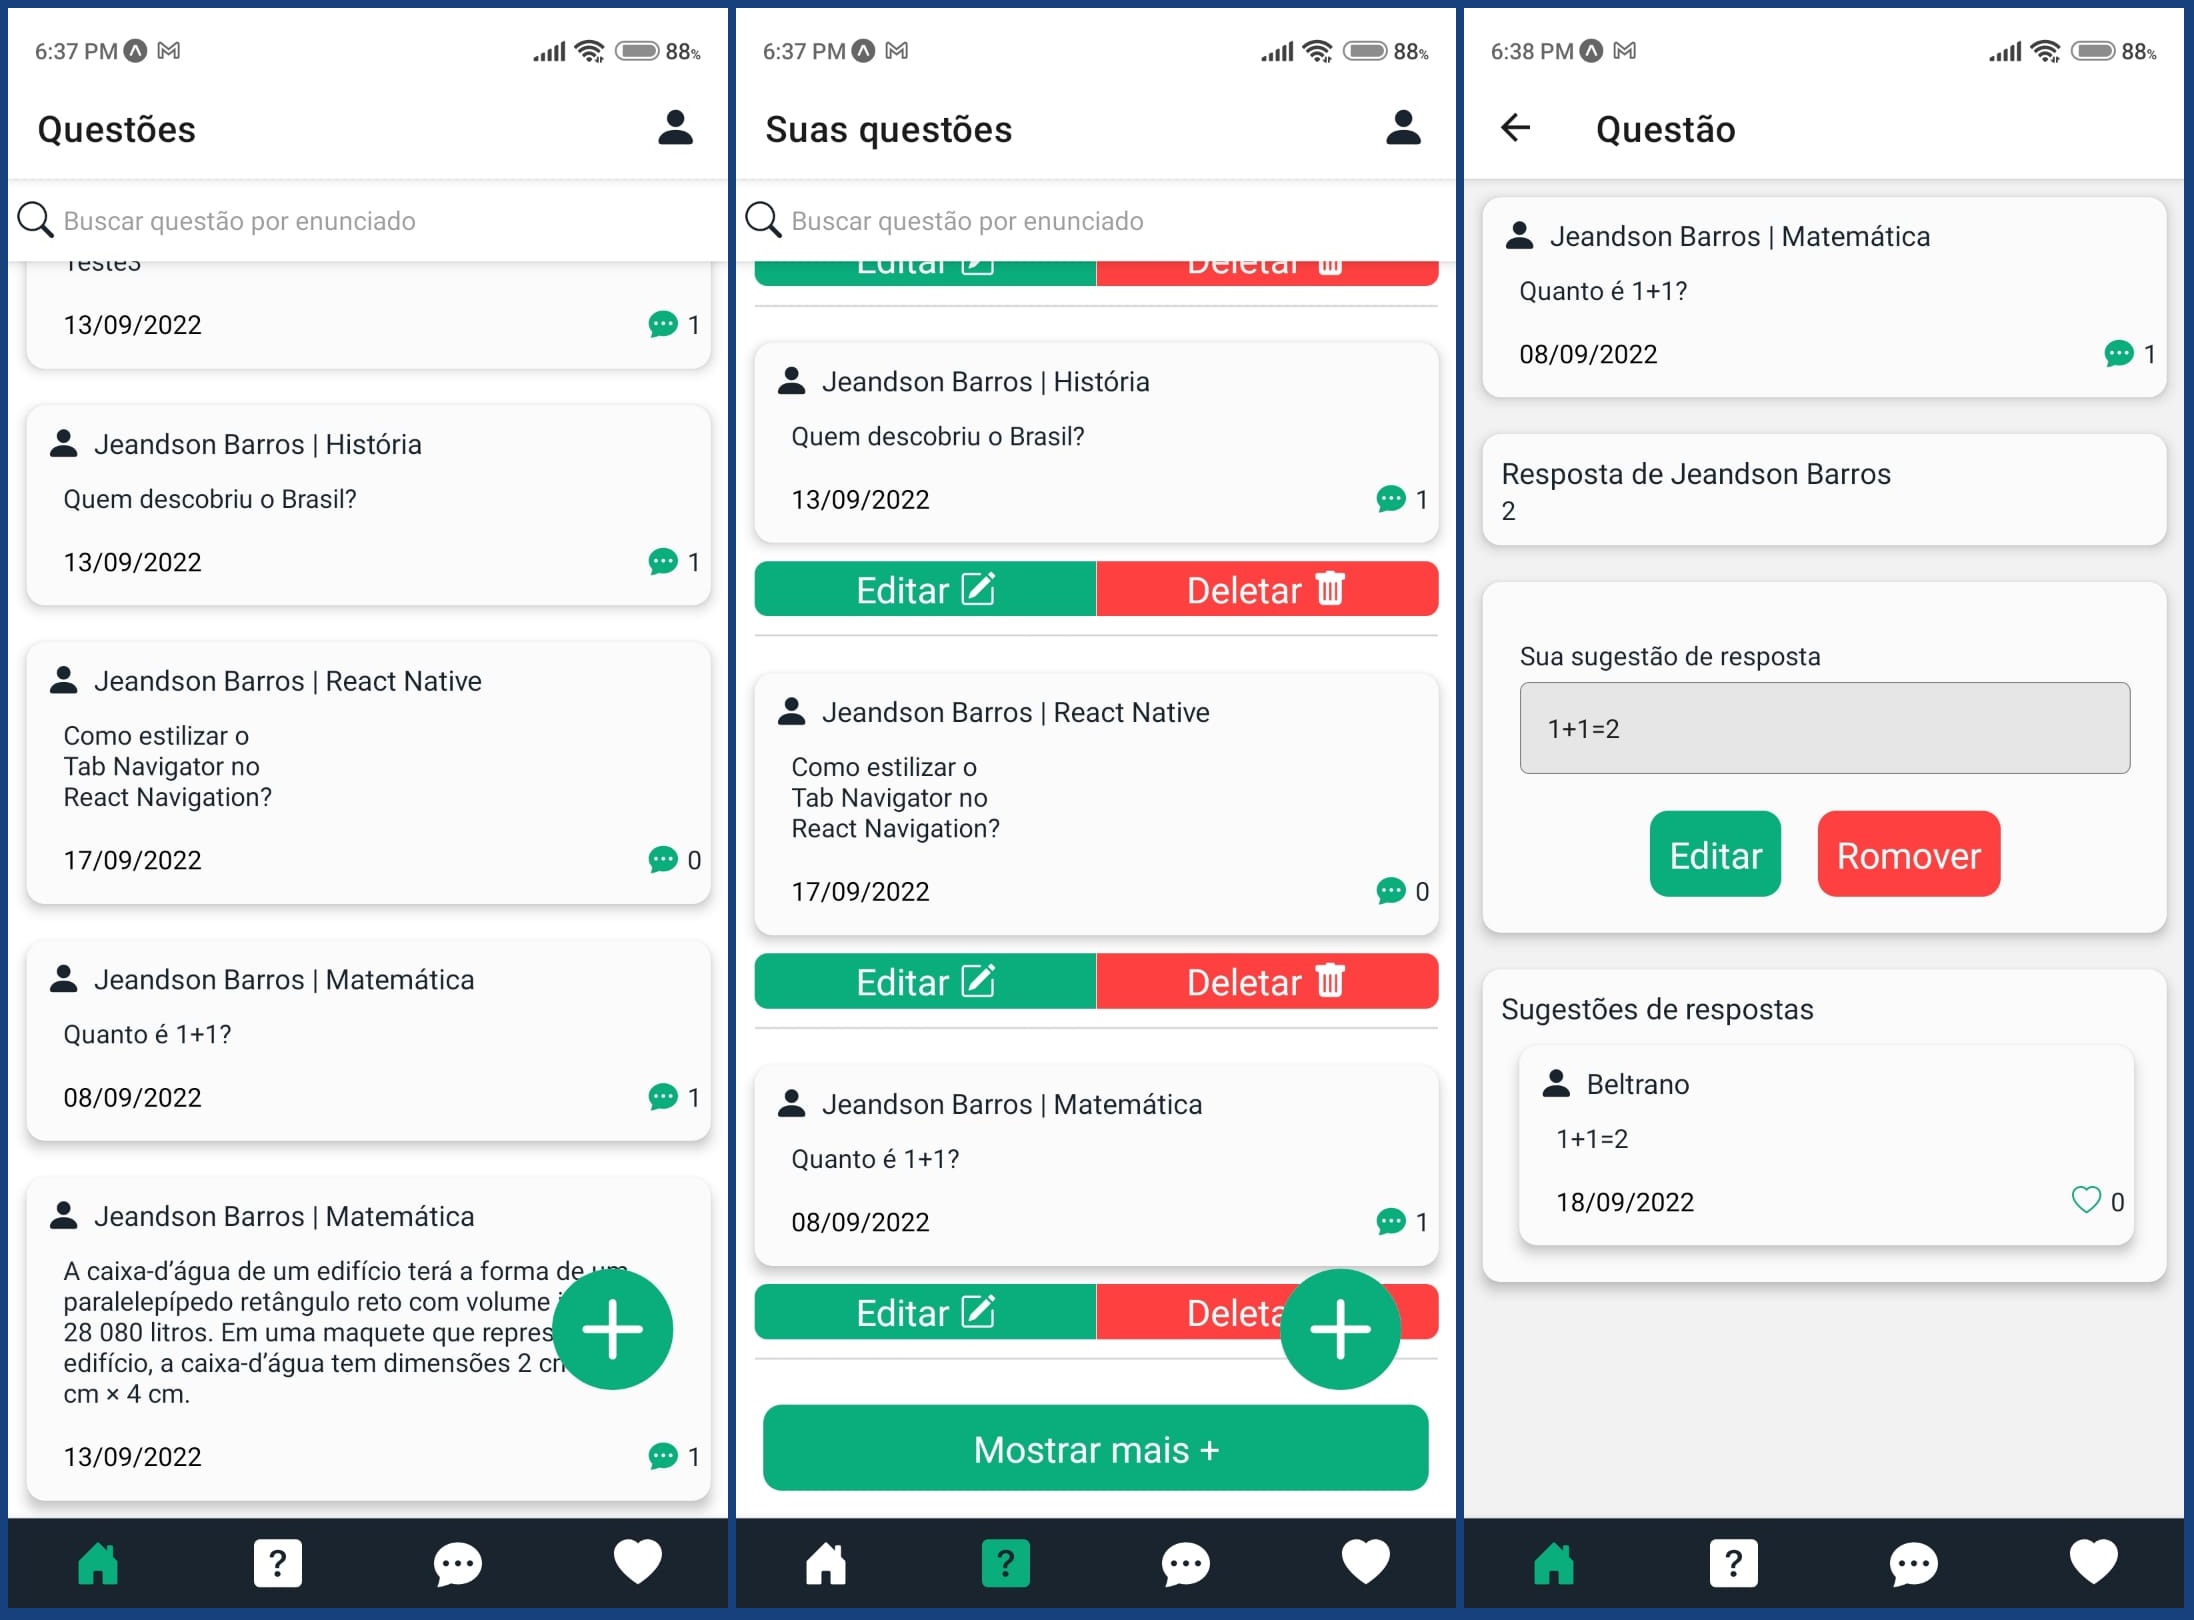 6:37 PM 88%
Questões
Buscar questão por enunciado
Teste3
13/09/2022 1
Jeandson Barros | História
Quem descobriu o Brasil?
13/09/2022 1
Jeandson Barros | React Native
Como estilizar o
Tab Navigator no
React Navigation?
17/09/2022 0
Jeandson Barros | Matemática
Quanto é 1+1?
08/09/2022 1
Jeandson Barros | Matemática
A caixa-d’água de um edifício terá a forma de um
paralelepípedo retângulo reto com volume
28 080 litros. Em uma maquete que repres
edifício, a caixa-d’água tem dimensões 2 cm
cm × 4 cm.
13/09/2022 1
?
6:37 PM 88%
Suas questões
Buscar questão por enunciado
Editar Deletar
Jeandson Barros | História
Quem descobriu o Brasil?
13/09/2022 1
Editar Deletar
Jeandson Barros | React Native
Como estilizar o
Tab Navigator no
React Navigation?
17/09/2022 0
Editar Deletar
Jeandson Barros | Matemática
Quanto é 1+1?
08/09/2022 1
Editar Deleta
Mostrar mais +
?
6:38 PM 88%
Questão
Jeandson Barros | Matemática
Quanto é 1+1?
08/09/2022 1
Resposta de Jeandson Barros
2
Sua sugestão de resposta
1+1=2
Editar Romover
Sugestões de respostas
Beltrano
1+1=2
18/09/2022 0
?